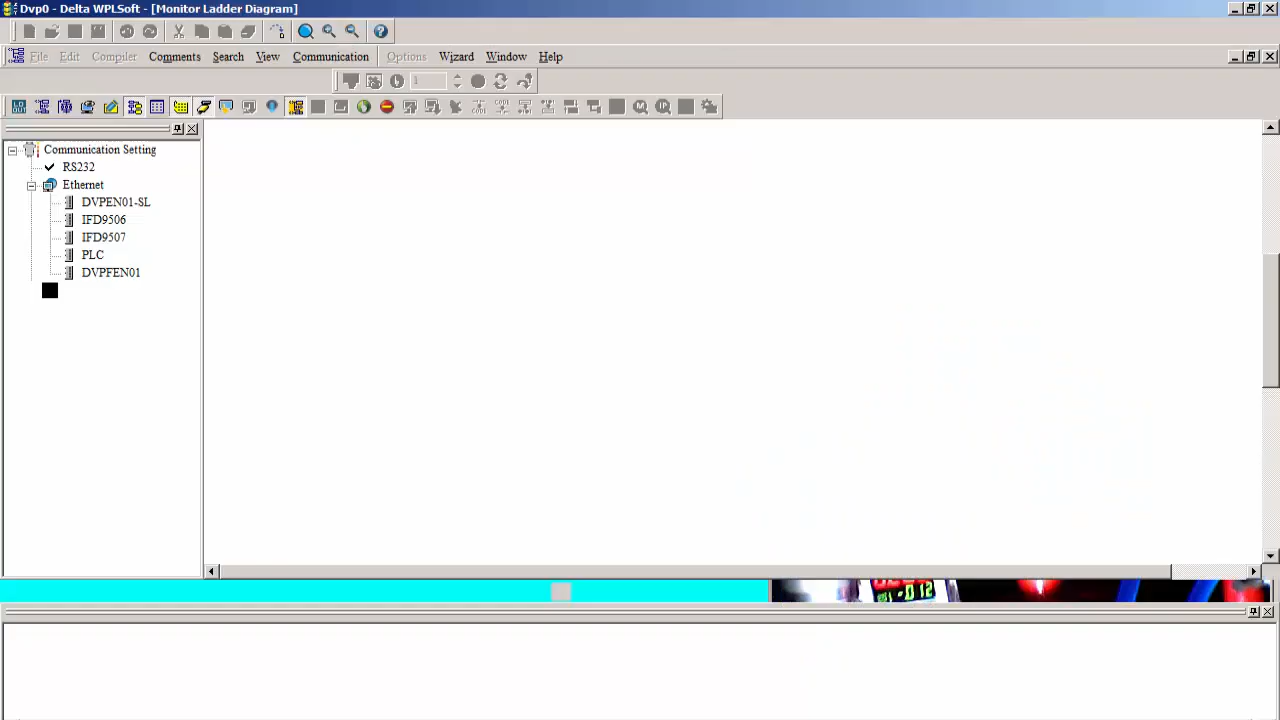 Dvp0 - Delta WPLSoft - [Monitor Ladder Diagram]
File Edit Compiler Comments Search View Communication Options Wizard Window Help
1
Communication Setting
RS232
Ethernet
DVPEN01-SL
IFD9506
IFD9507
PLC
DVPFEN01